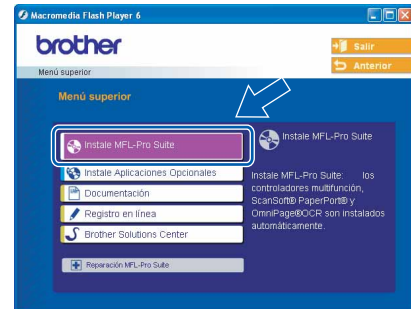 Macromedia Flash Player 6
brother
Salir
Anterior
Menú superior
Menú superior
Instale MFL-Pro Suite
Instale Aplicaciones Opcionales
Documentación
Registro en línea
Brother Solutions Center
Reparación MFL-Pro Suite
Instale MFL-Pro Suite
Instale MFL-Pro Suite: los
controladores multifunción,
ScanSoft® PaperPort® y
OmniPage®OCR son instalados
automáticamente.